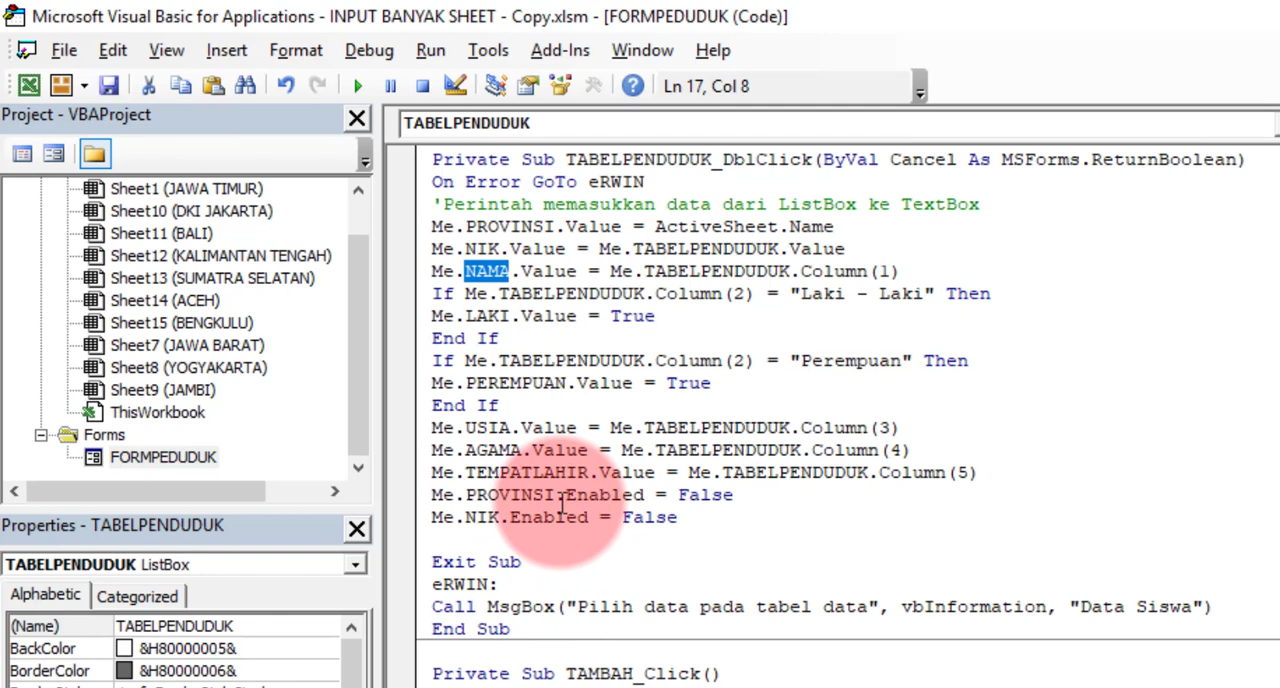 Microsoft Visual Basic for Applications - INPUT BANYAK SHEET - Copy.xlsm - [FORMPEDUDUK (Code)]
File Edit View Insert Format Debug Run Tools Add-Ins Window Help
Ln 17, Col 8
Project - VBAProject
Sheet1 (JAWA TIMUR)
Sheet10 (DKI JAKARTA)
Sheet11 (BALI)
Sheet12 (KALIMANTAN TENGAH)
Sheet13 (SUMATRA SELATAN)
Sheet14 (ACEH)
Sheet15 (BENGKULU)
Sheet7 (JAWA BARAT)
Sheet8 (YOGYAKARTA)
Sheet9 (JAMBI)
ThisWorkbook
Forms
FORMPEDUDUK
Properties - TABELPENDUDUK
TABELPENDUDUK ListBox
Alphabetic Categorized
(Name) TABELPENDUDUK
BackColor &H80000005&
BorderColor &H80000006&
TABELPENDUDUK
Private Sub TABELPENDUDUK_DblClick(ByVal Cancel As MSForms.ReturnBoolean)
On Error GoTo eRWIN
'Perintah memasukkan data dari ListBox ke TextBox
Me.PROVINSI.Value = ActiveSheet.Name
Me.NIK.Value = Me.TABELPENDUDUK.Value
Me.NAMA.Value = Me.TABELPENDUDUK.Column(1)
If Me.TABELPENDUDUK.Column(2) = "Laki - Laki" Then
Me.LAKI.Value = True
End If
If Me.TABELPENDUDUK.Column(2) = "Perempuan" Then
Me.PEREMPUAN.Value = True
End If
Me.USIA.Value = Me.TABELPENDUDUK.Column(3)
Me.AGAMA.Value = Me.TABELPENDUDUK.Column(4)
Me.TEMPATLAHIR.Value = Me.TABELPENDUDUK.Column(5)
Me.PROVINSI.Enabled = False
Me.NIK.Enabled = False
Exit Sub
eRWIN:
Call MsgBox("Pilih data pada tabel data", vbInformation, "Data Siswa")
End Sub
Private Sub TAMBAH_Click()